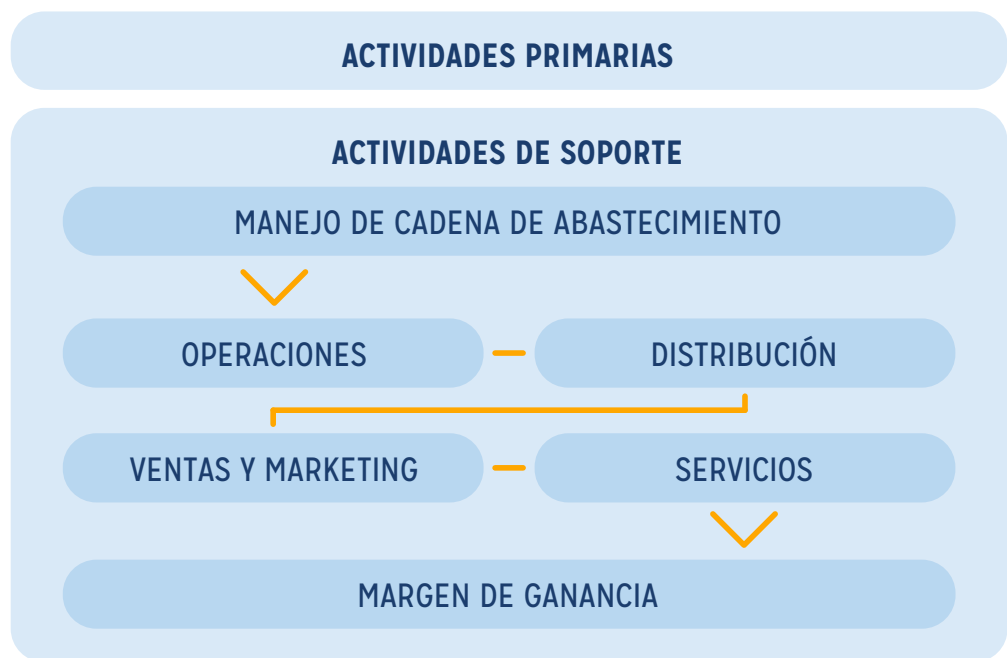 ACTIVIDADES PRIMARIAS
ACTIVIDADES DE SOPORTE
MANEJO DE CADENA DE ABASTECIMIENTO
OPERACIONES
DISTRIBUCIÓN
VENTAS Y MARKETING
SERVICIOS
MARGEN DE GANANCIA